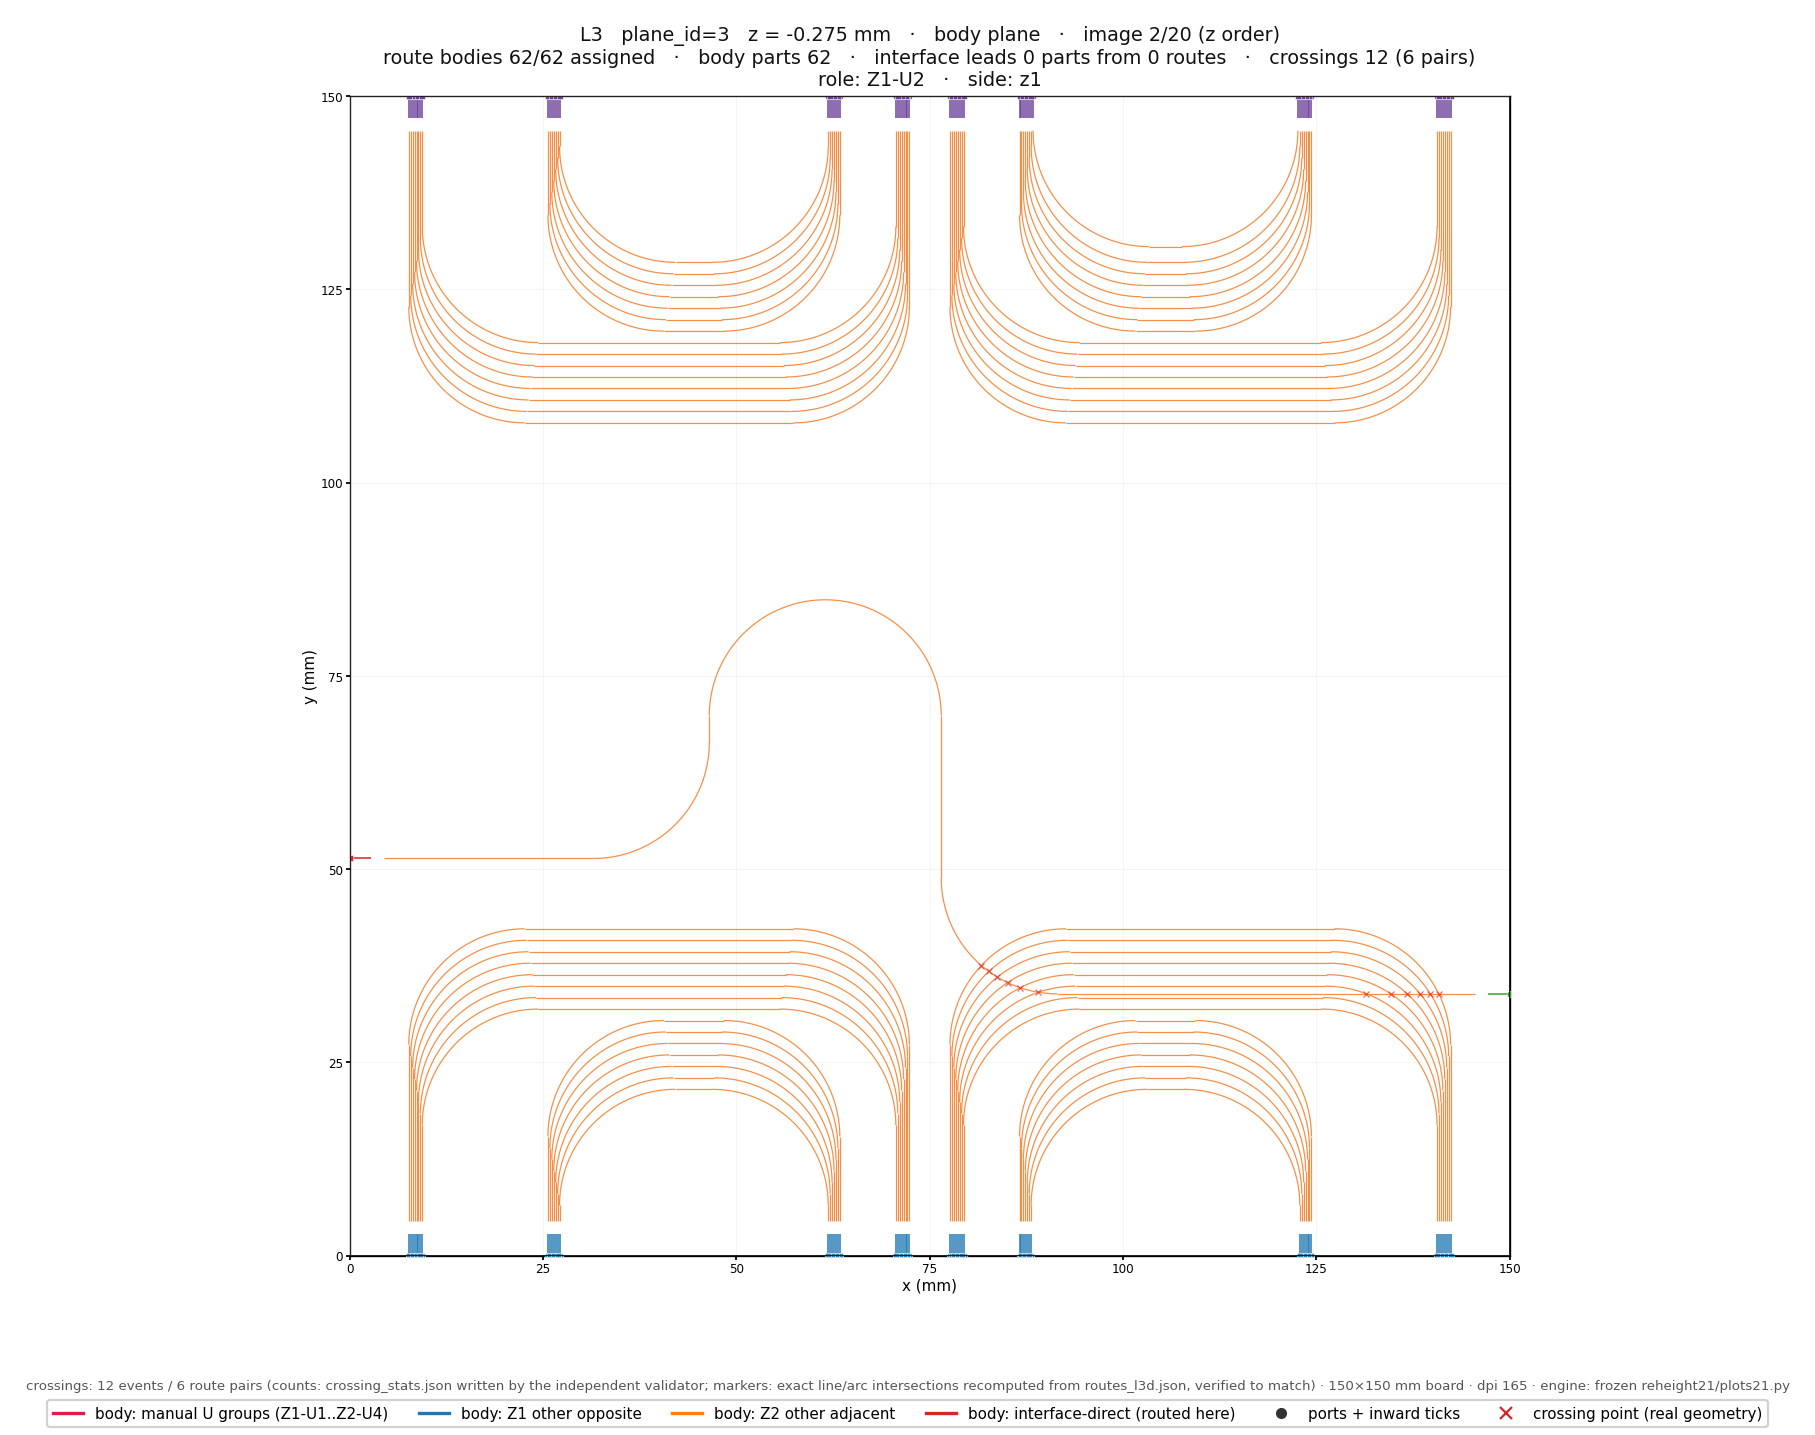 L3   plane_id=3   z = -0.275 mm   ·   body plane   ·   image 2/20 (z order)
route bodies 62/62 assigned   ·   body parts 62   ·   interface leads 0 parts from 0 routes   ·   crossings 12 (6 pairs)
role: Z1-U2   ·   side: z1
150
125
100
75
50
25
0
y (mm)
0 25 50 75 100 125 150
x (mm)
crossings: 12 events / 6 route pairs (counts: crossing_stats.json written by the independent validator; markers: exact line/arc intersections recomputed from routes_l3d.json, verified to match) · 150×150 mm board · dpi 165 · engine: frozen reheight21/plots21.py
body: manual U groups (Z1-U1..Z2-U4) body: Z1 other opposite body: Z2 other adjacent body: interface-direct (routed here) ports + inward ticks crossing point (real geometry)